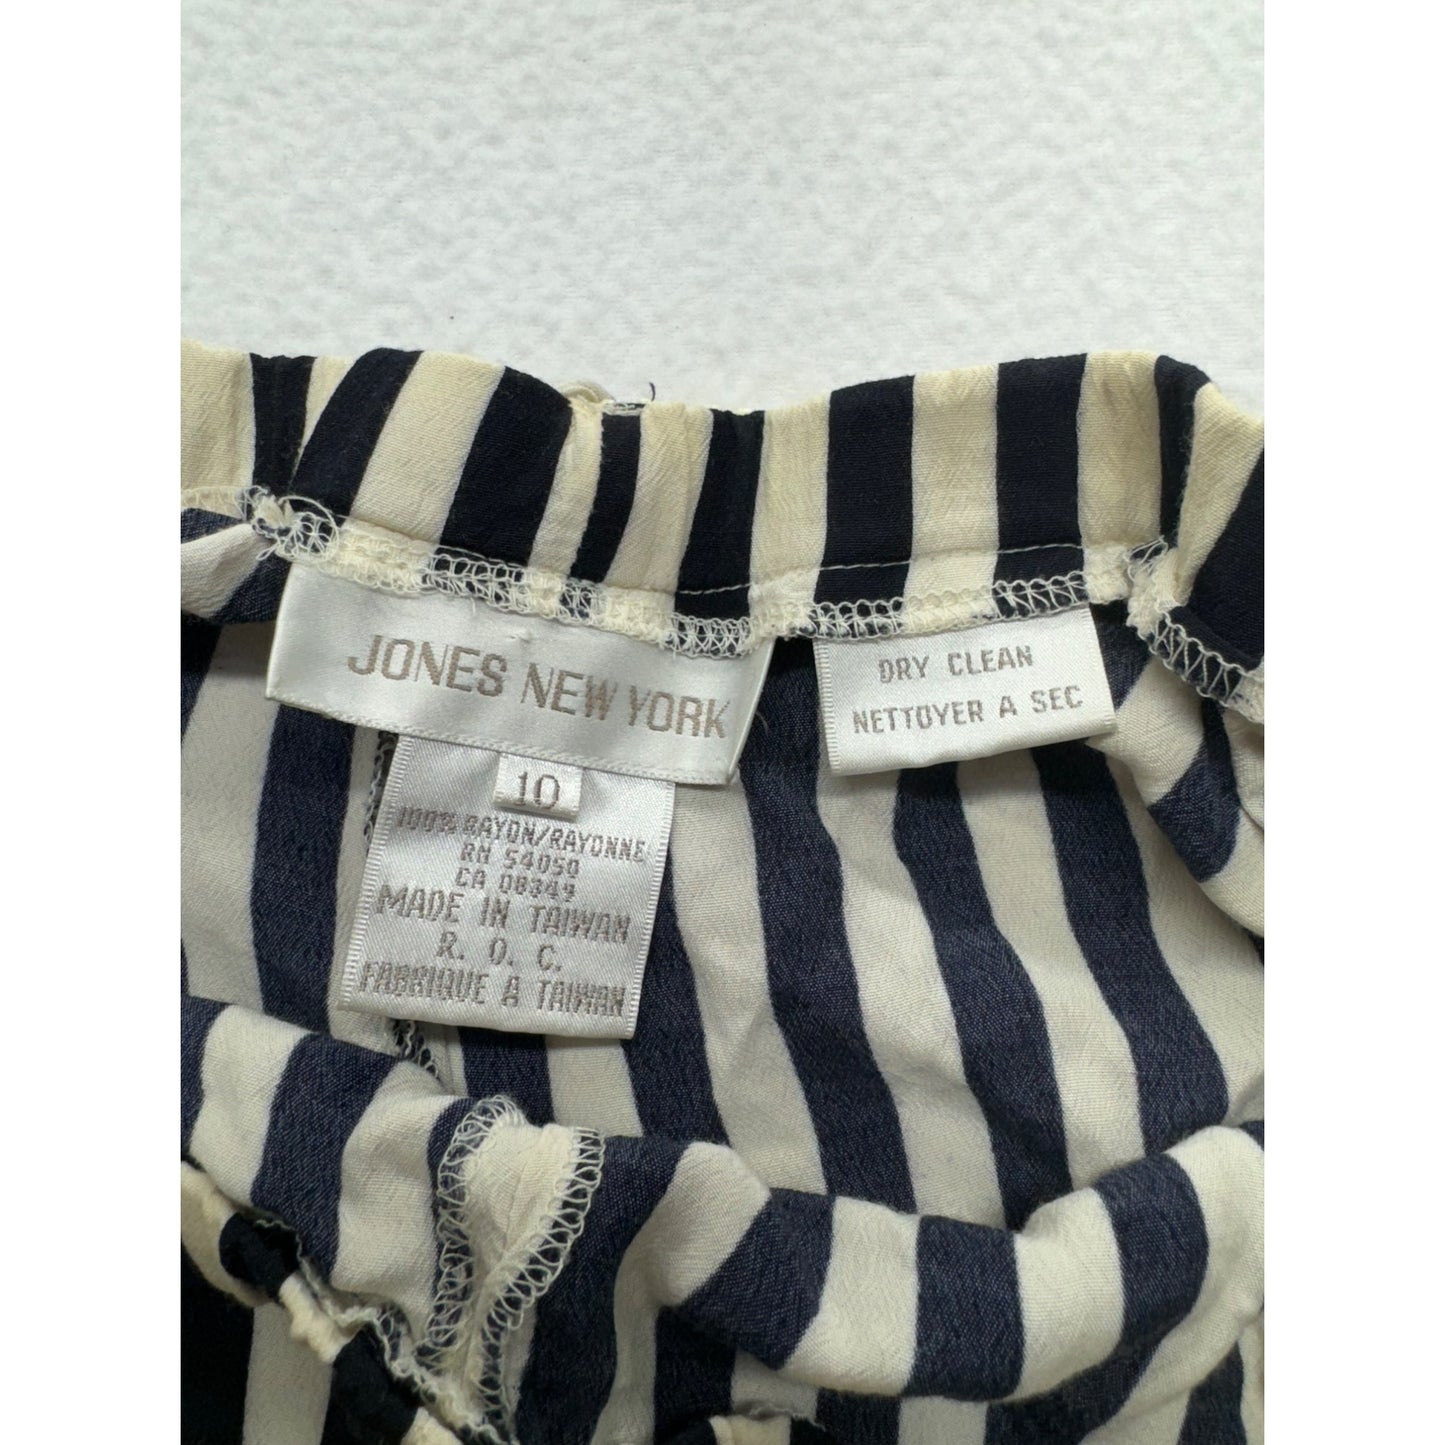 JONES NEW YORK
10
100% RAYON/RAYONNE
RN 54050
CA 08349
MADE IN TAIWAN
R. O. C.
FABRIQUE A TAIWAN
DRY CLEAN
NETTOYER A SEC